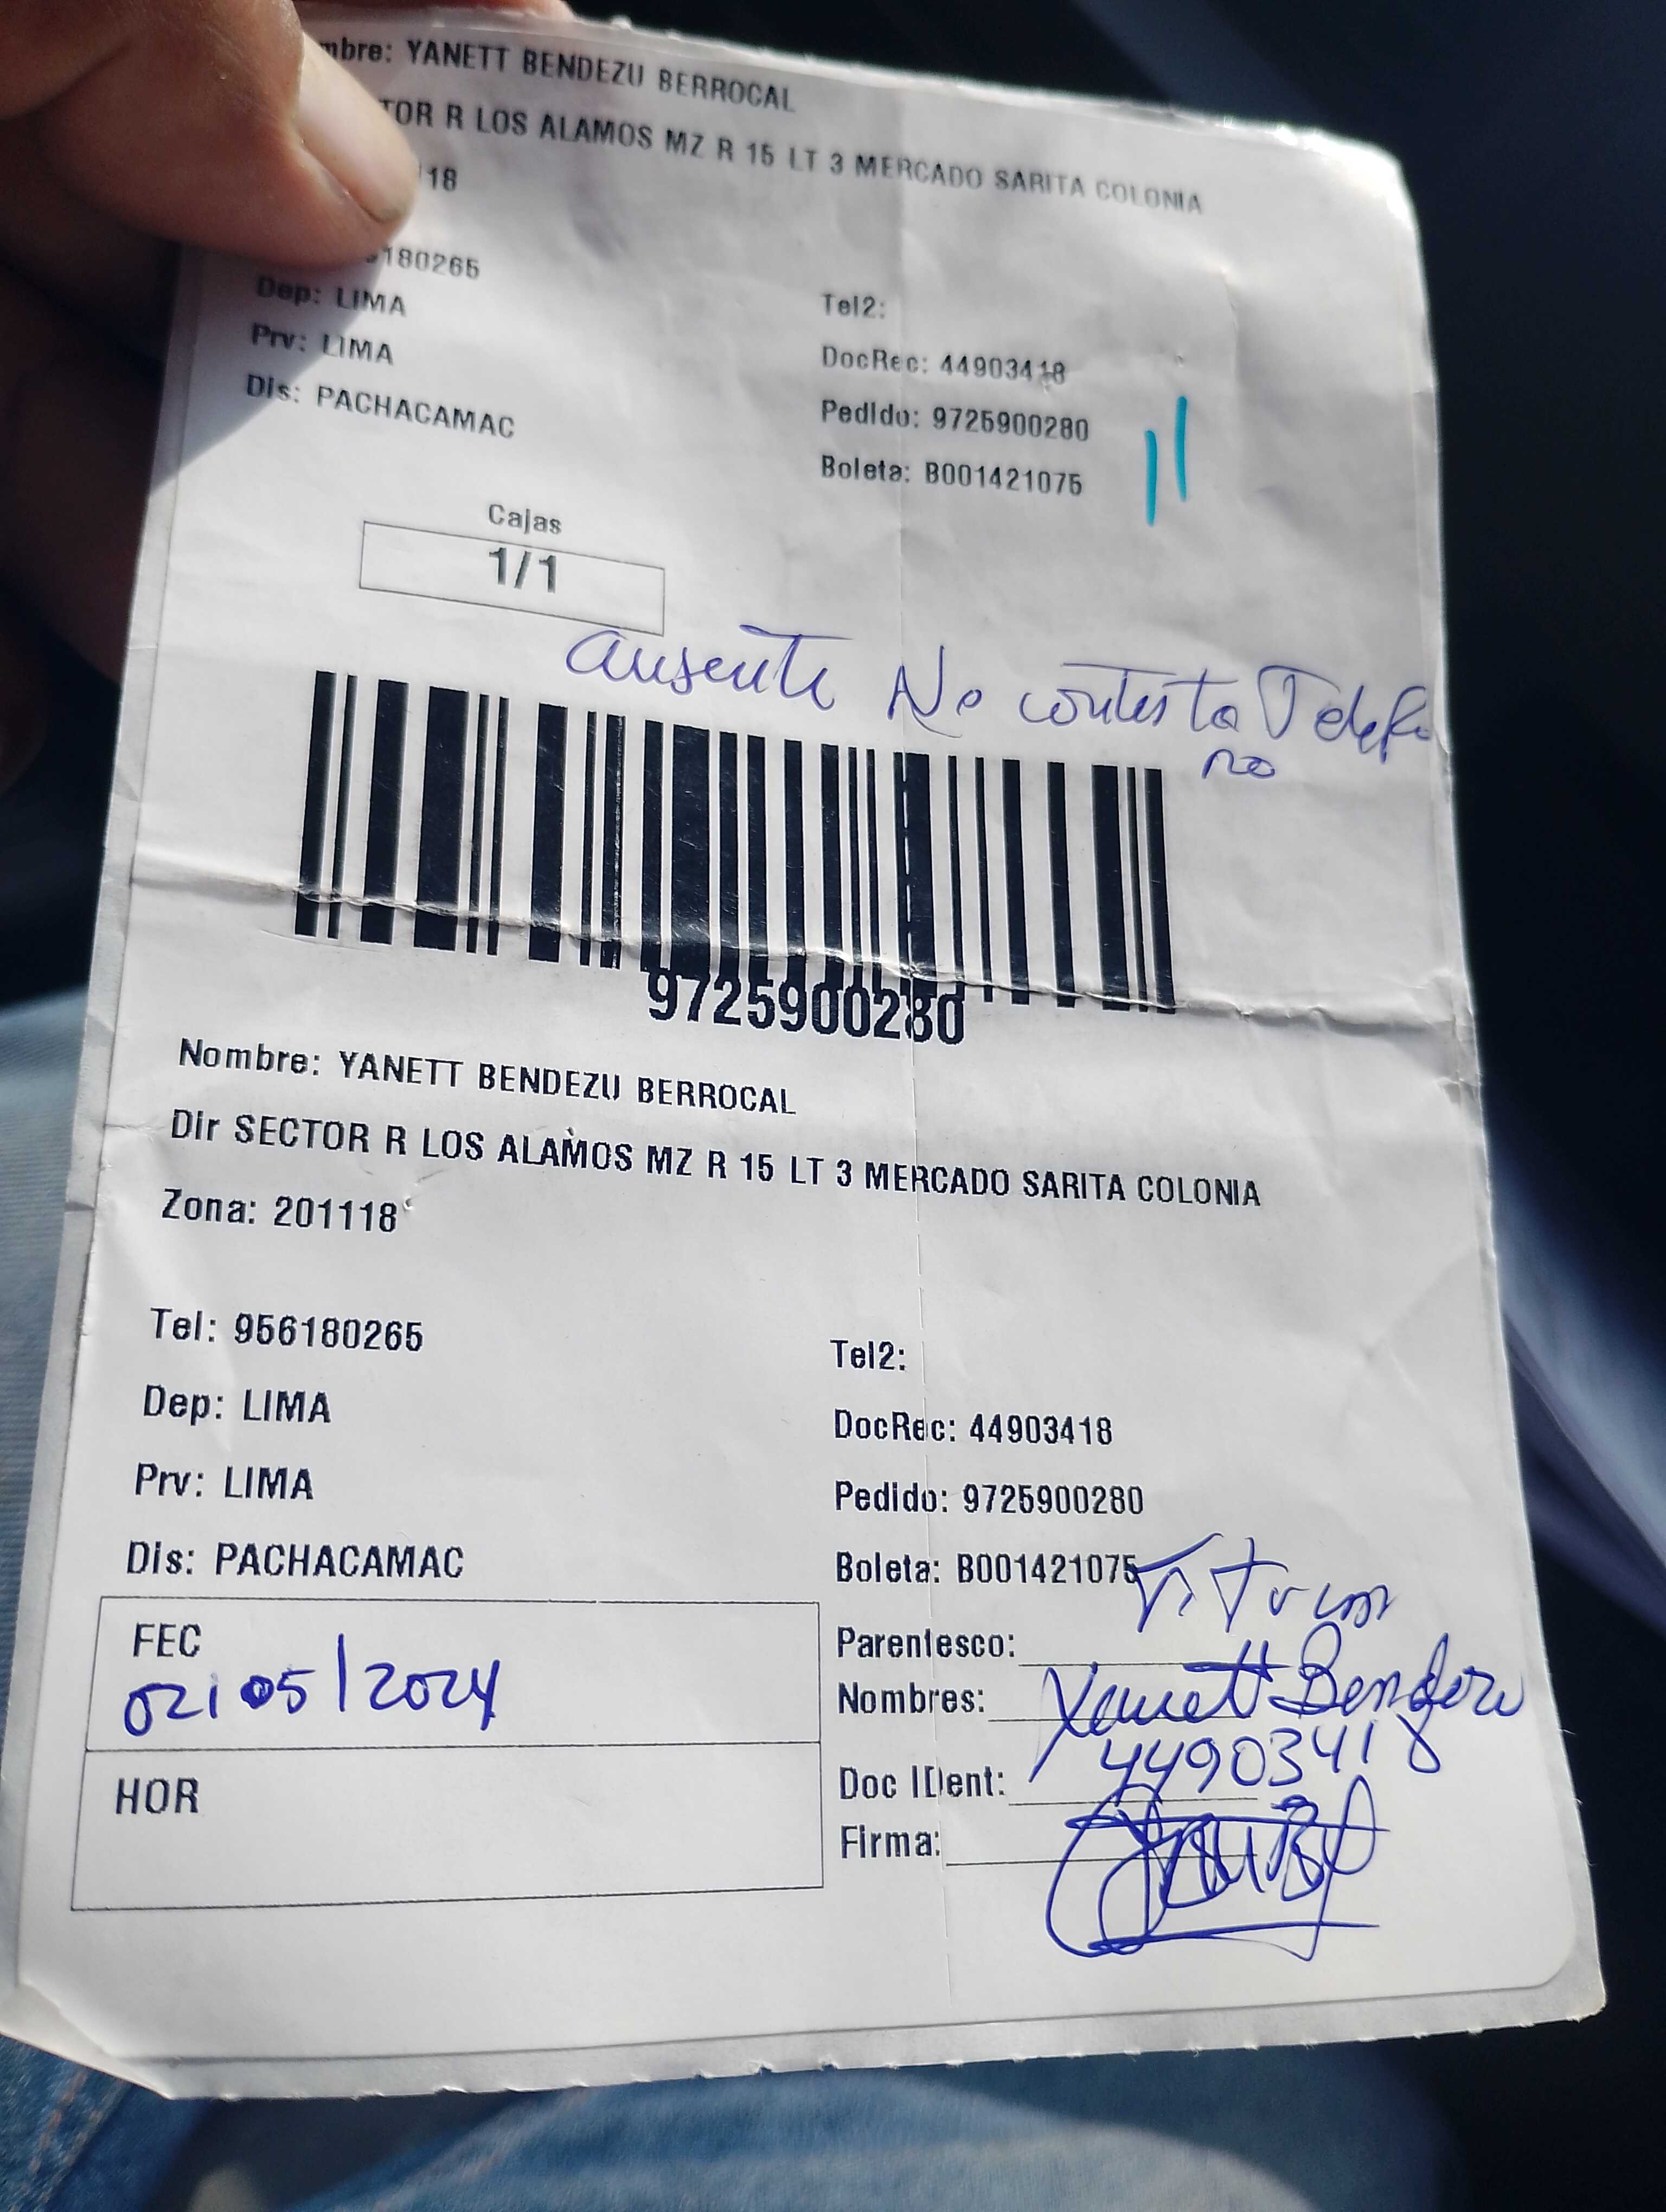 mbre: YANETT BENDEZU BERROCAL
TOR R LOS ALAMOS MZ R 15 LT 3 MERCADO SARITA COLONIA
18
180265
Dep: LIMA
Tel2:
Prv: LIMA
DocRec: 44903418
Dis: PACHACAMAC
Pedido: 9725900280
Boleta: B001421075
Cajas
1/1
ausente No contesta Telefo
no
9725900280
Nombre: YANETT BENDEZU BERROCAL
Dir SECTOR R LOS ALAMOS MZ R 15 LT 3 MERCADO SARITA COLONIA
Zona: 201118
Tel: 956180265
Tel2:
Dep: LIMA
DocRec: 44903418
Prv: LIMA
Pedido: 9725900280
Dis: PACHACAMAC
Boleta: B001421075
FEC
02/05/2024
Parentesco:
Nombres: Yanett Bendezu
HOR
Doc IDent: 44903418
Firma: